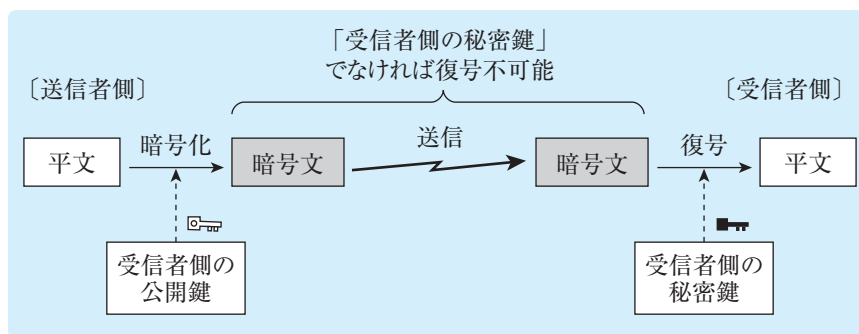 「受信者側の秘密鍵」
でなければ復号不可能
〔送信者側〕
〔受信者側〕
平文
暗号化
暗号文
送信
暗号文
復号
平文
受信者側の
公開鍵
受信者側の
秘密鍵